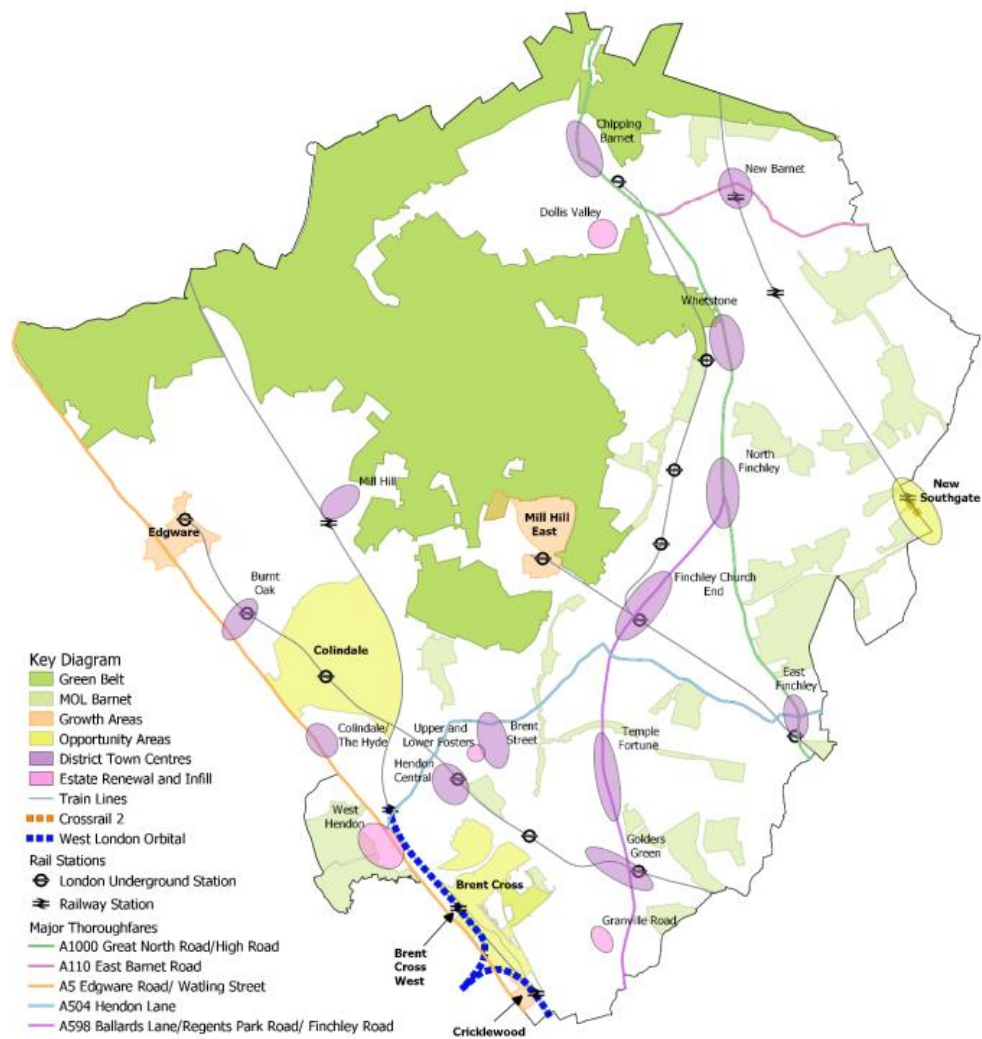 Chipping
Barnet
New Barnet
Dollis Valley
Whetstone
North
Finchley
New
Southgate
Mill Hill
Edgware
Mill Hill
East
Burnt
Oak
Finchley Church
End
Colindale
East
Finchley
Colindale/
The Hyde
Upper and
Lower Fosters
Brent
Street
Temple
Fortune
Hendon
Central
West
Hendon
Golders
Green
Brent Cross
Granville Road
Brent
Cross
West
Cricklewood
Key Diagram
Green Belt
MOL Barnet
Growth Areas
Opportunity Areas
District Town Centres
Estate Renewal and Infill
Train Lines
Crossrail 2
West London Orbital
Rail Stations
London Underground Station
Railway Station
Major Thoroughfares
A1000 Great North Road/High Road
A110 East Barnet Road
A5 Edgware Road/ Watling Street
A504 Hendon Lane
A598 Ballards Lane/Regents Park Road/ Finchley Road